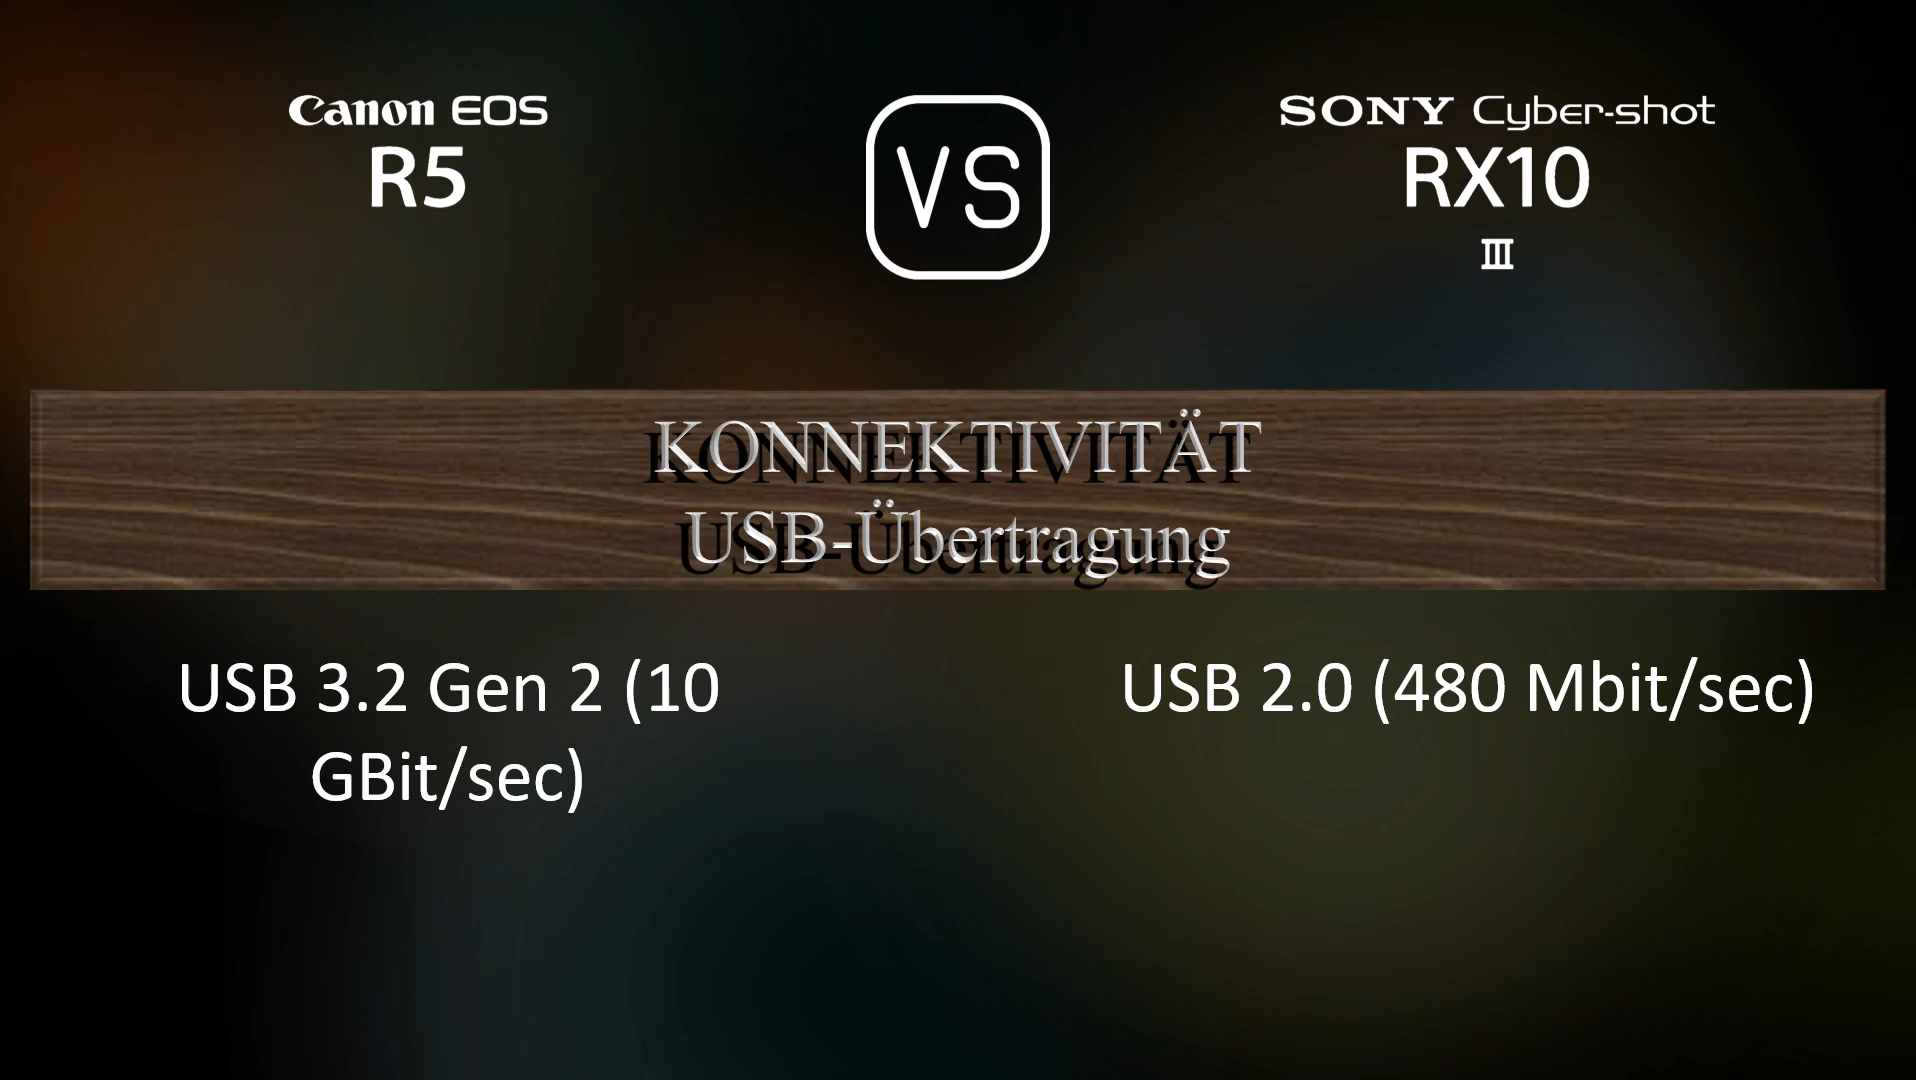 Canon EOS
R5
VS
SONY Cyber-shot
RX10
III
KONNEKTIVITÄT
USB-Übertragung
USB 3.2 Gen 2 (10
GBit/sec)
USB 2.0 (480 Mbit/sec)